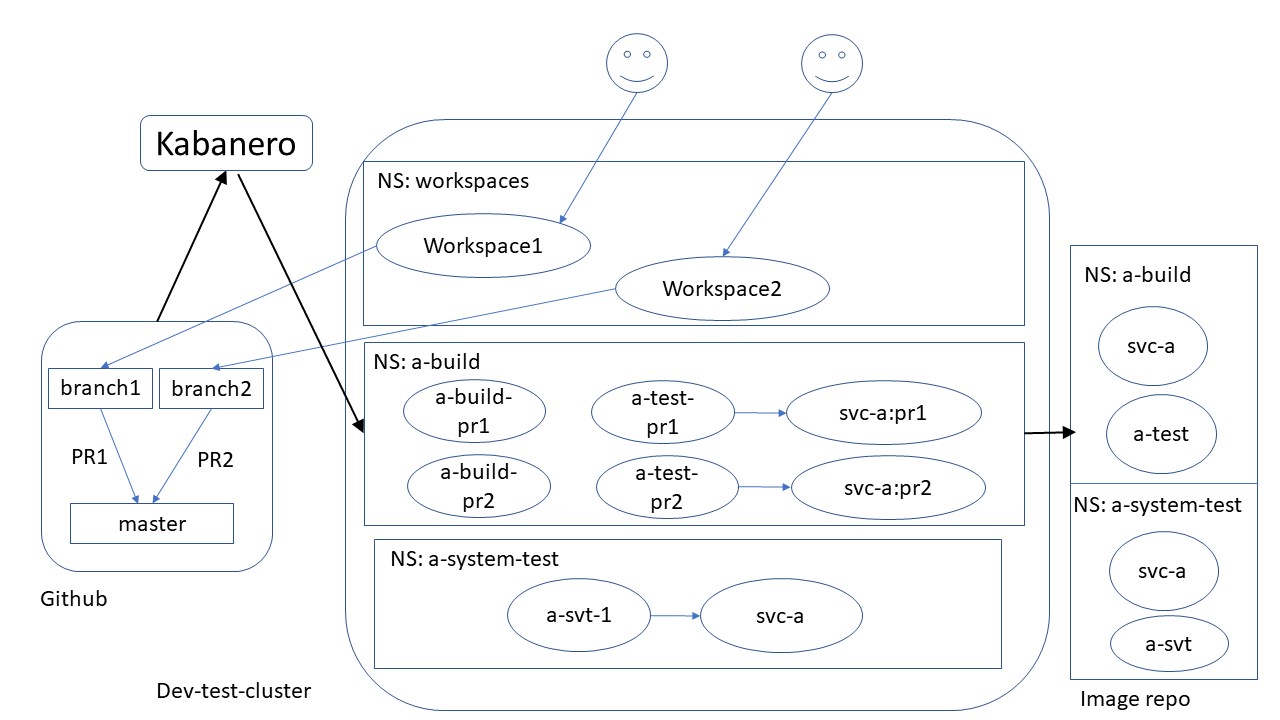 Kabanero
NS: workspaces
Workspace1
Workspace2
branch1
branch2
PR1
PR2
master
Github
NS: a-build
a-build-
pr1
a-test-
pr1
svc-a:pr1
a-build-
pr2
a-test-
pr2
svc-a:pr2
NS: a-system-test
a-svt-1
svc-a
Dev-test-cluster
NS: a-build
svc-a
a-test
NS: a-system-test
svc-a
a-svt
Image repo